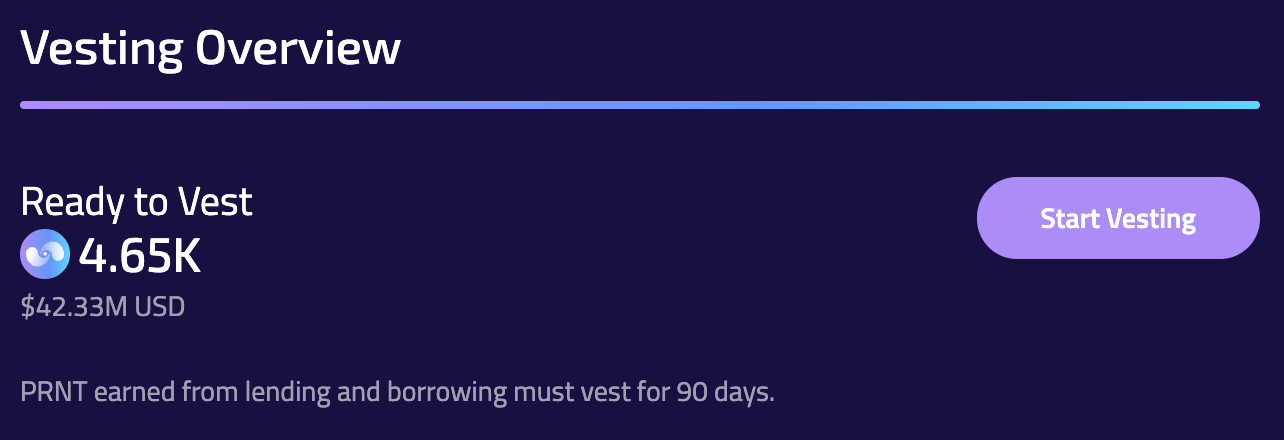 Vesting Overview
Ready to Vest
Start Vesting
4.65K
$42.33M USD
PRNT earned from lending and borrowing must vest for 90 days.